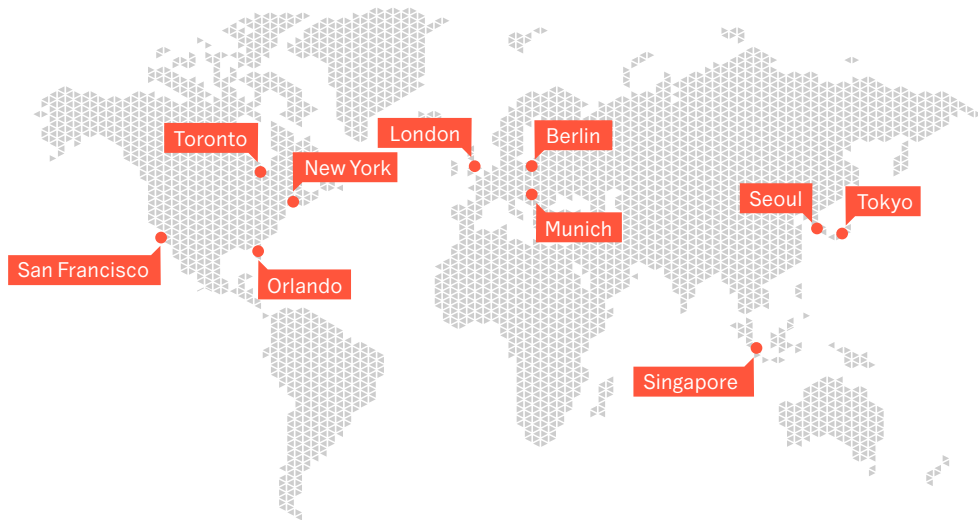 Toronto
New York
London
Berlin
Seoul
Tokyo
Munich
San Francisco
Orlando
Singapore